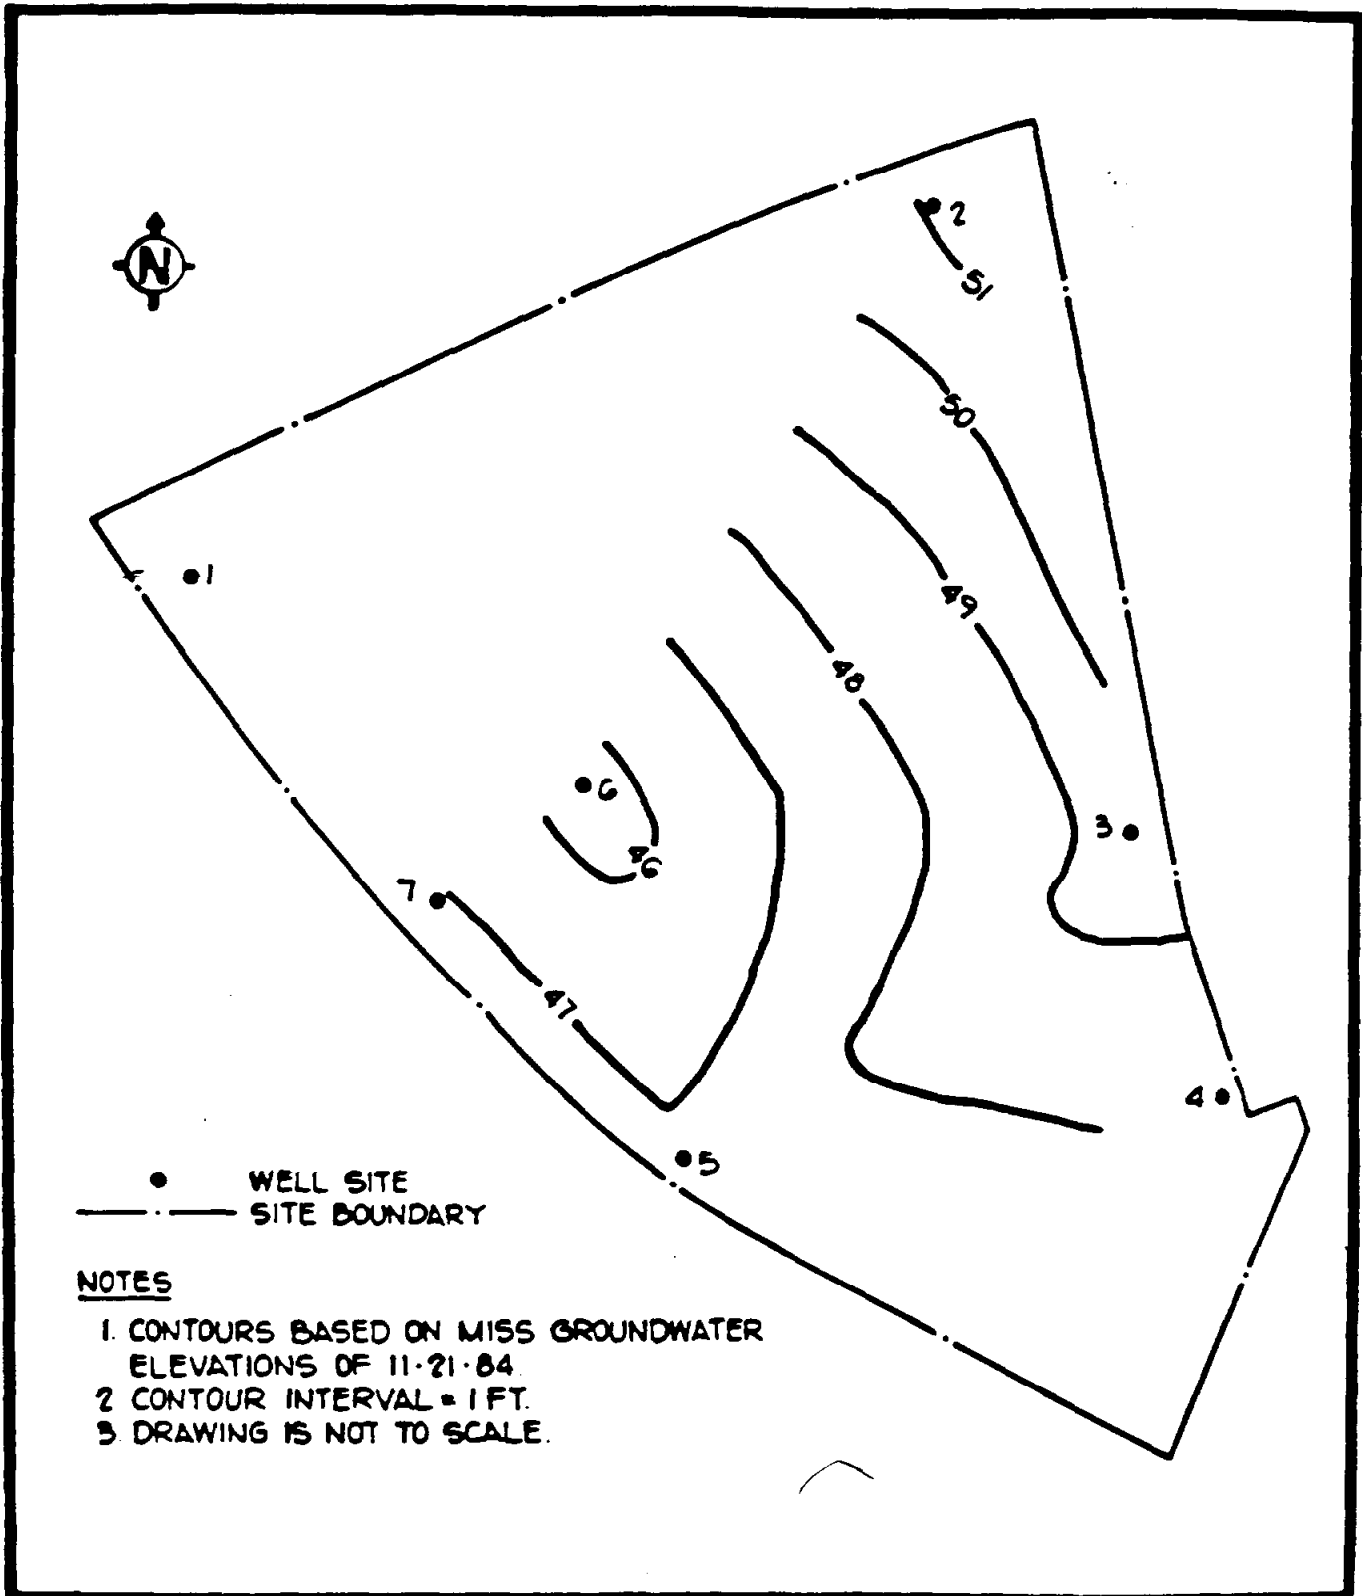 2
N
51
50
1
49
48
6
3
46
7
47
4
5
WELL SITE
SITE BOUNDARY
NOTES
1. CONTOURS BASED ON MISS GROUNDWATER
ELEVATIONS OF 11·21·84.
2 CONTOUR INTERVAL = 1 FT.
3. DRAWING IS NOT TO SCALE.